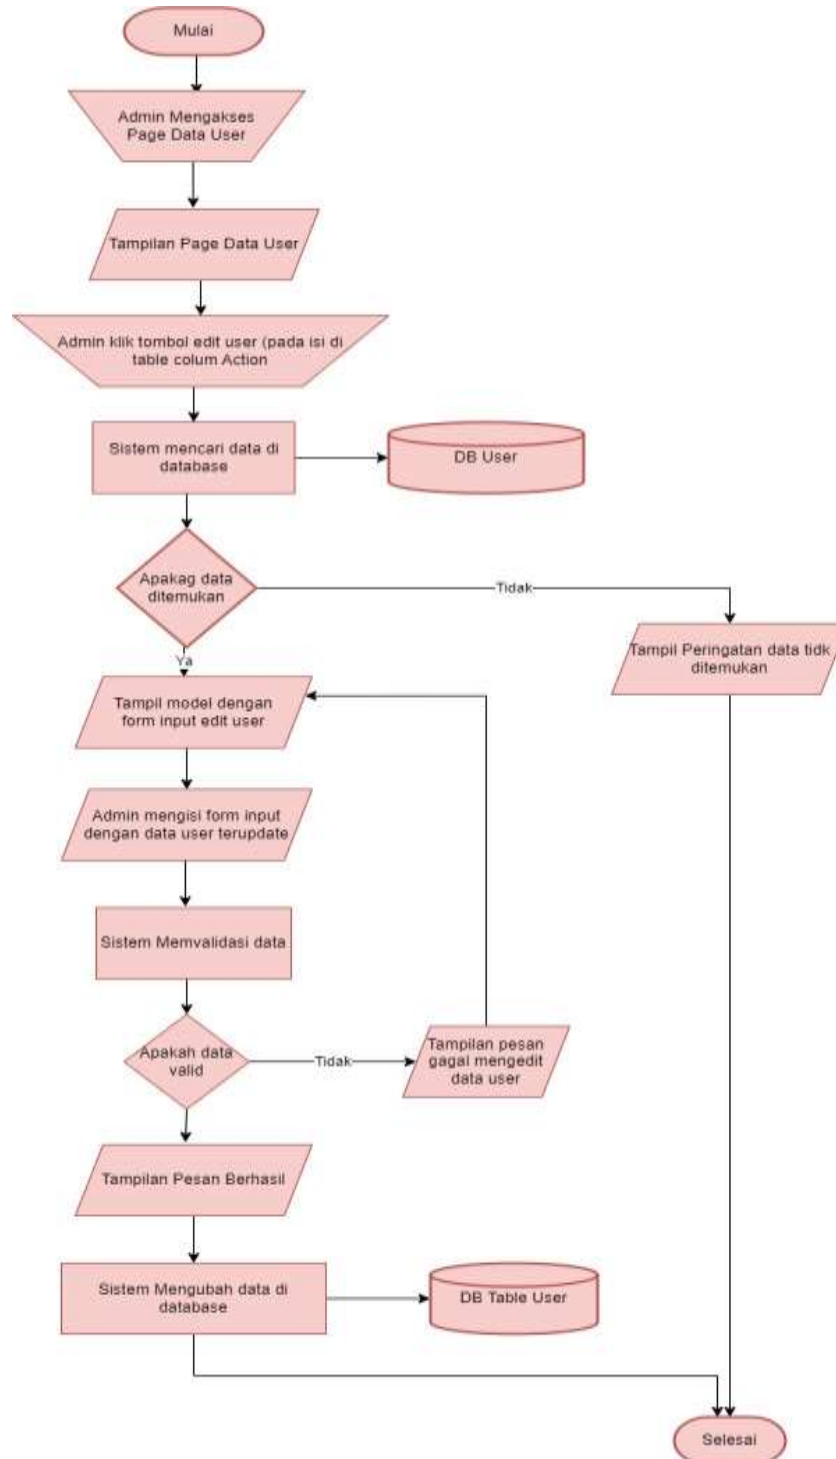 Mulai
Admin Mengakses
Page Data User
Tampilan Page Data User
Admin klik tombol edit user (pada isi di
table colum Action
Sistem mencari data di
database
DB User
Apakag data
ditemukan
Tidak
Tampil Peringatan data tidk
ditemukan
Ya
Tampil model dengan
form input edit user
Admin mengisi form input
dengan data user terupdate
Sistem Memvalidasi data
Apakah data
valid
Tidak
Tampilan pesan
gagal mengedit
data user
Tampilan Pesan Berhasil
Sistem Mengubah data di
database
DB Table User
Selesai